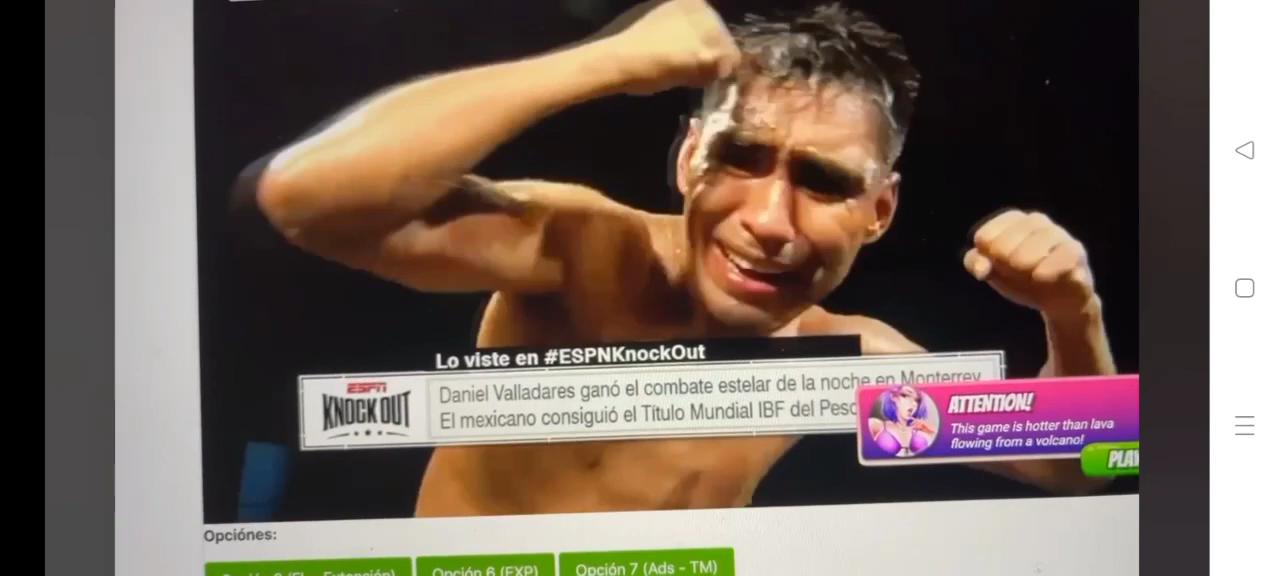 Lo viste en #ESPNKnockOut
ESPN
KNOCK OUT
Daniel Valladares ganó el combate estelar de la noche en Monterrey
El mexicano consiguió el Título Mundial IBF del
ATTENTION!
This game is hotter than lava
flowing from a volcano!
Opciónes:
Opción 6 (FXP)
Opción 7 (Ads - TM)